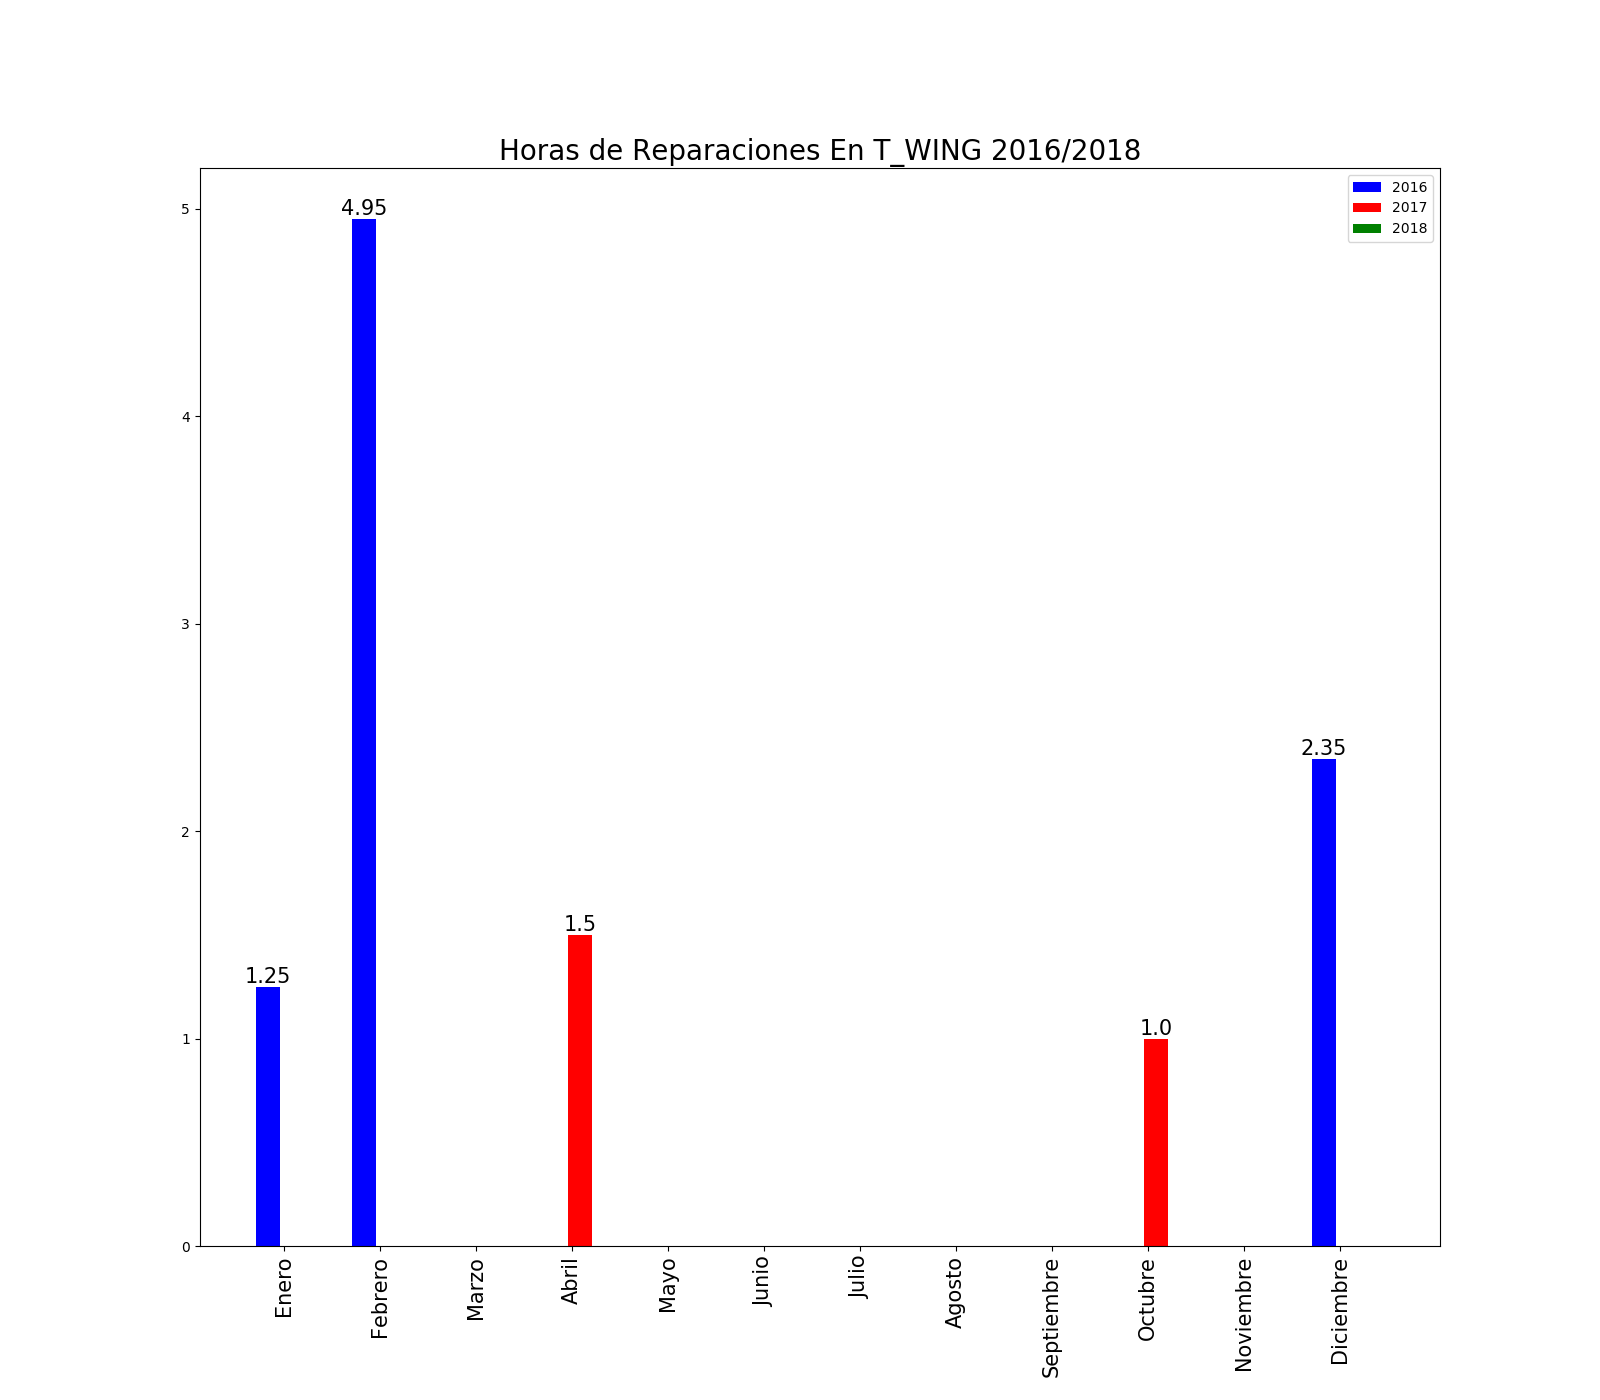 Horas de Reparaciones En T_WING 2016/2018
2016
2017
2018
5
4
3
2
1
0
4.95
2.35
1.5
1.25
1.0
Enero
Febrero
Marzo
Abril
Mayo
Junio
Julio
Agosto
Septiembre
Octubre
Noviembre
Diciembre